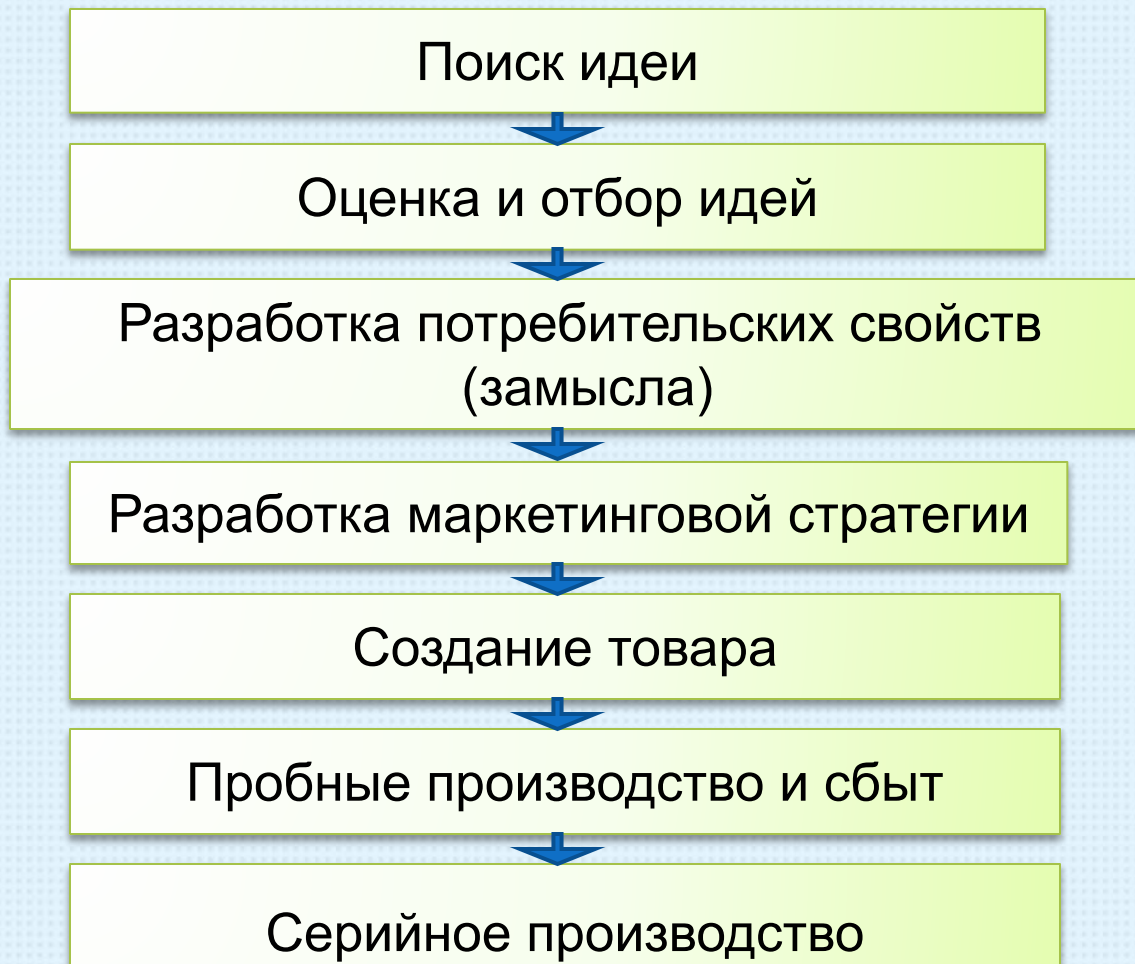 Поиск идеи
Оценка и отбор идей
Разработка потребительских свойств
(замысла)
Разработка маркетинговой стратегии
Создание товара
Пробные производство и сбыт
Серийное производство